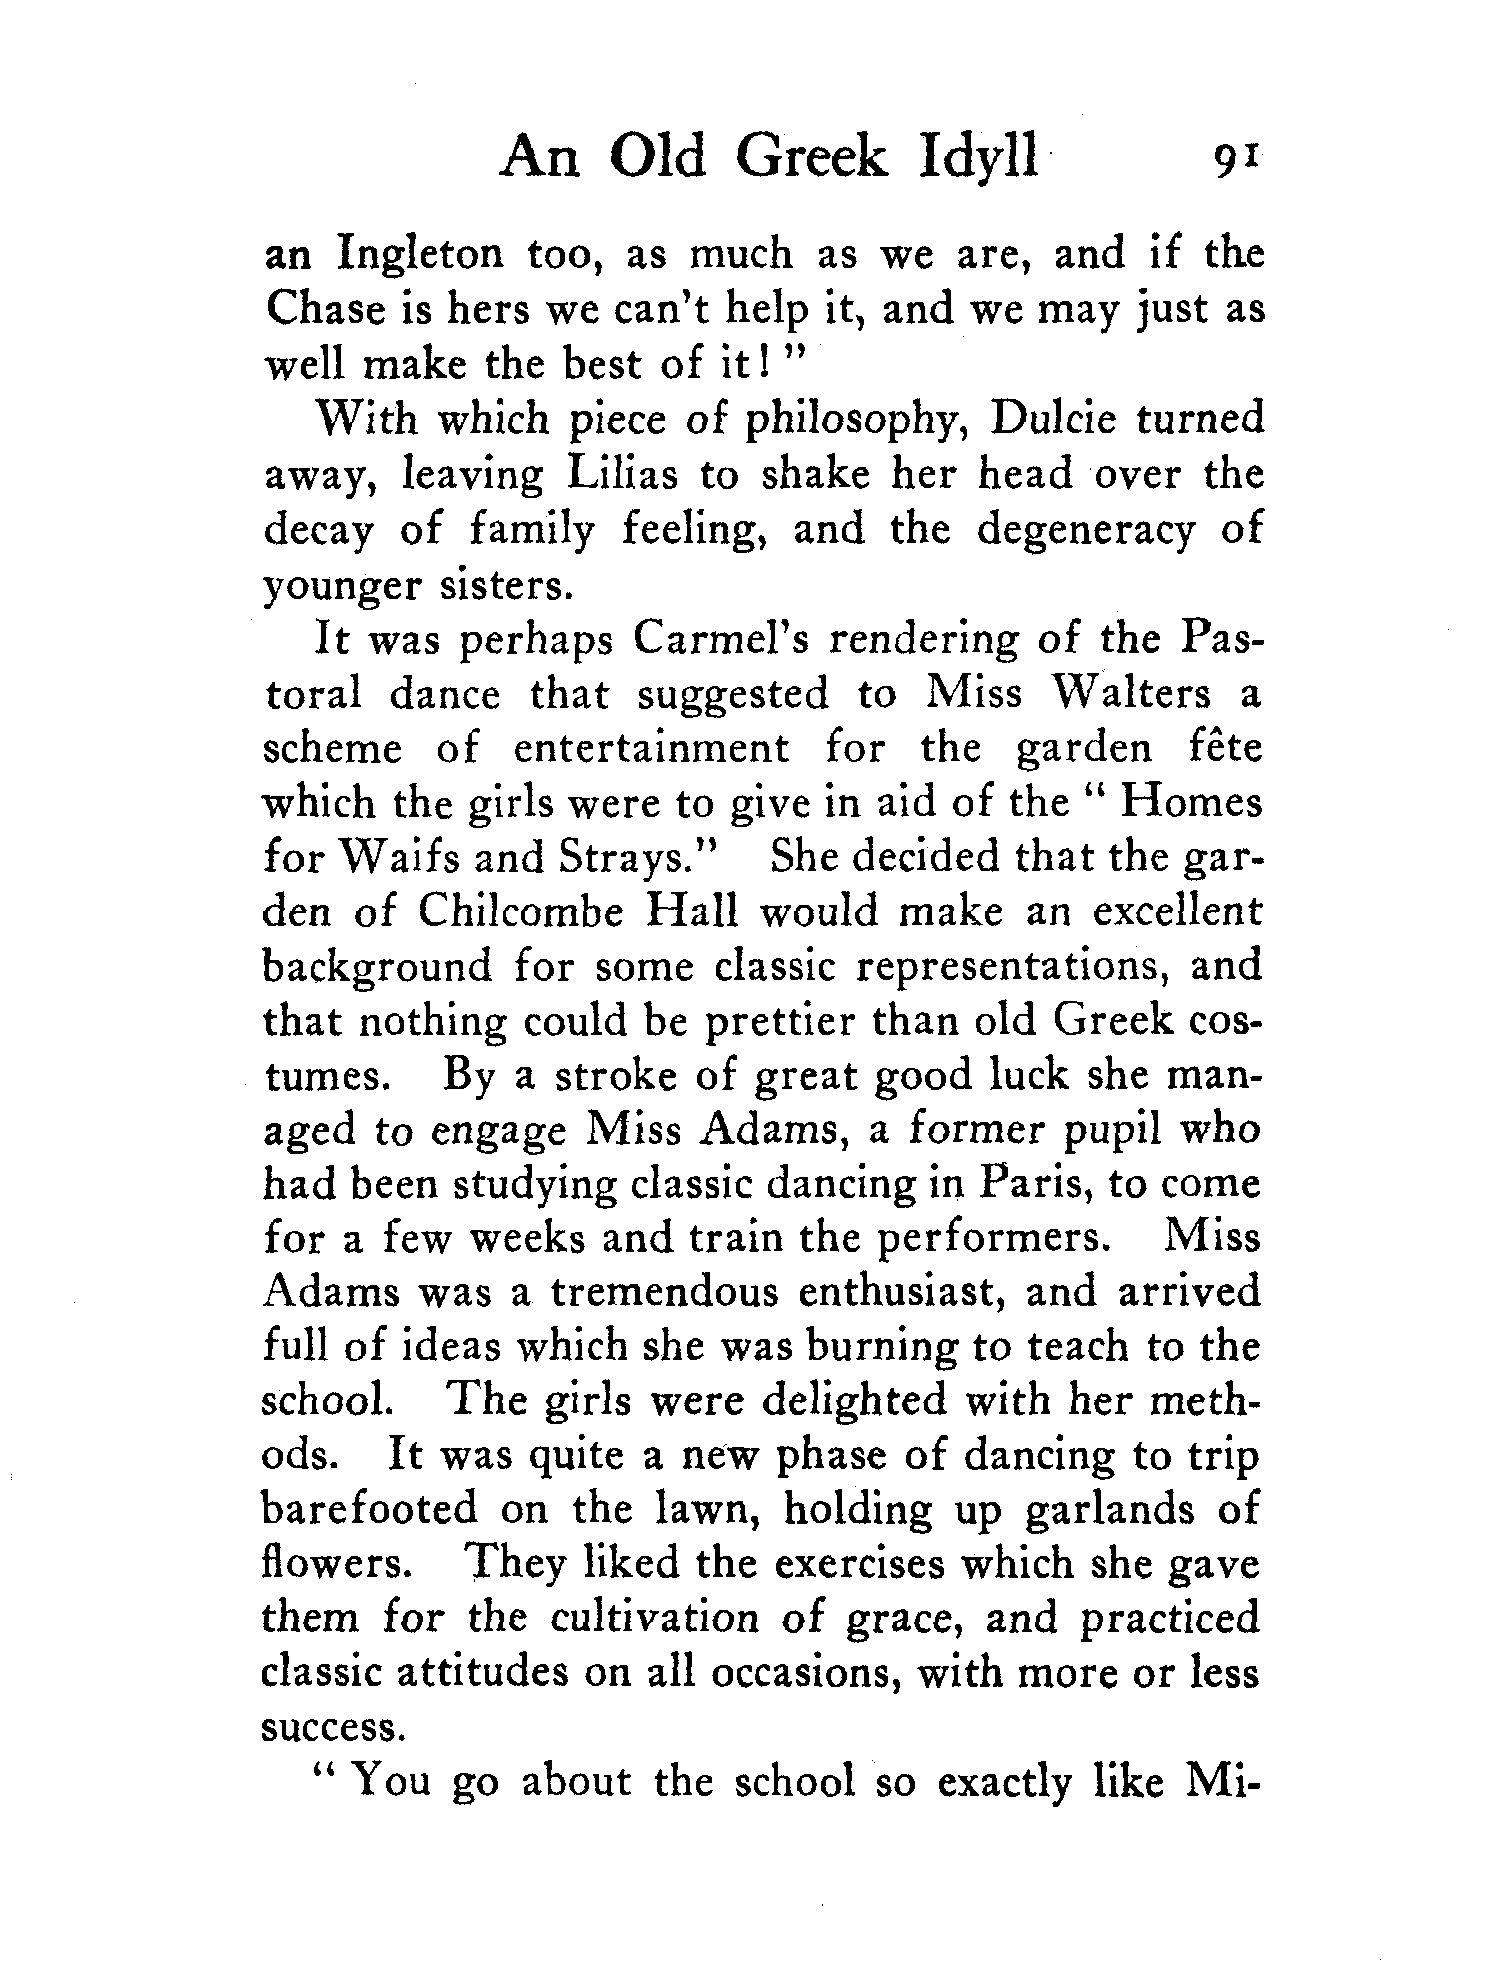 An Old Greek Idyll 91
an Ingleton too, as much as we are, and if the
Chase is hers we can't help it, and we may just as
well make the best of it! "
With which piece of philosophy, Dulcie turned
away, leaving Lilias to shake her head over the
decay of family feeling, and the degeneracy of
younger sisters.
It was perhaps Carmel's rendering of the Pas-
toral dance that suggested to Miss Walters a
scheme of entertainment for the garden fête
which the girls were to give in aid of the " Homes
for Waifs and Strays." She decided that the gar-
den of Chilcombe Hall would make an excellent
background for some classic representations, and
that nothing could be prettier than old Greek cos-
tumes. By a stroke of great good luck she man-
aged to engage Miss Adams, a former pupil who
had been studying classic dancing in Paris, to come
for a few weeks and train the performers. Miss
Adams was a tremendous enthusiast, and arrived
full of ideas which she was burning to teach to the
school. The girls were delighted with her meth-
ods. It was quite a new phase of dancing to trip
barefooted on the lawn, holding up garlands of
flowers. They liked the exercises which she gave
them for the cultivation of grace, and practiced
classic attitudes on all occasions, with more or less
success.
" You go about the school so exactly like Mi-